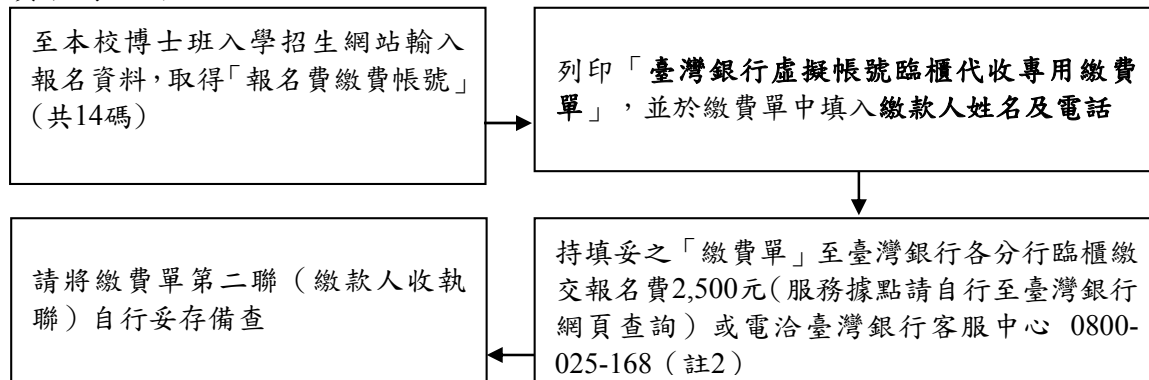 至本校博士班入學招生網站輸入
報名資料，取得「報名費繳費帳號」
（共14碼）
列印「臺灣銀行虛擬帳號臨櫃代收專用繳費
單」，並於繳費單中填入繳款人姓名及電話
持填妥之「繳費單」至臺灣銀行各分行臨櫃繳
交報名費2,500元（服務據點請自行至臺灣銀行
網頁查詢）或電洽臺灣銀行客服中心 0800-
025-168（註2）
請將繳費單第二聯（繳款人收執
聯）自行妥存備查